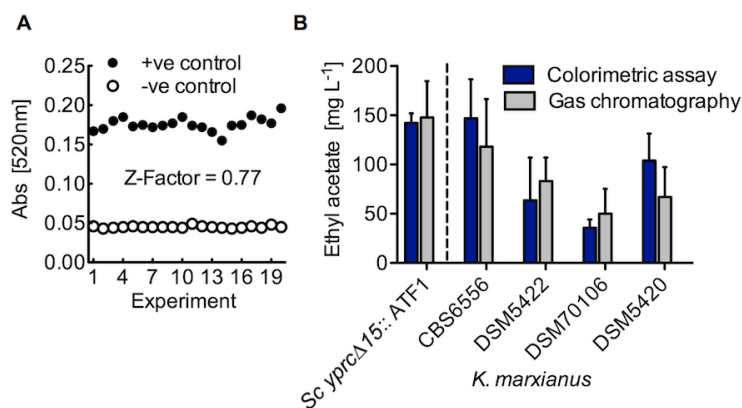 A
0.25
0.20
0.15
0.10
0.05
0.00
Abs [520nm]
+ve control
-ve control
Z-Factor = 0.77
1 4 7 10 13 16 19
Experiment
B
200
150
100
50
0
Ethyl acetate [mg L-1]
Colorimetric assay
Gas chromatography
Sc yprcΔ15:: ATF1
CBS6556
DSM5422
DSM70106
DSM5420
K. marxianus